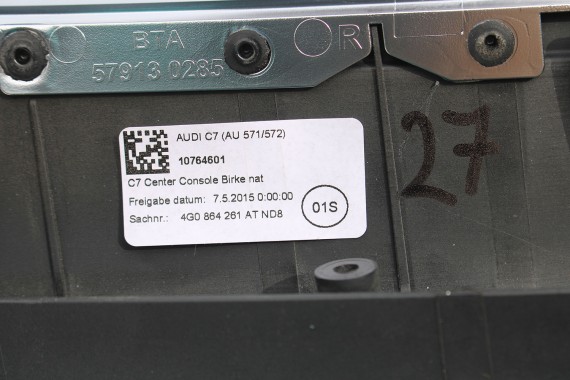 BTA
R
57913 0285
AUDI C7 (AU 571/572)
10764601
C7 Center Console Birke nat
Freigabe datum: 7.5.2015 0:00:00
Sachnr.: 4G0 864 261 AT ND8
01S
27